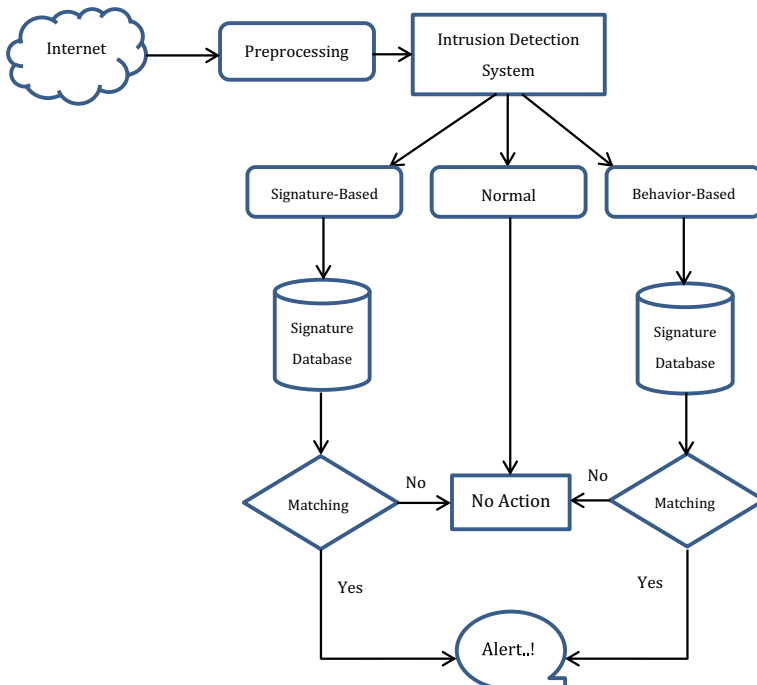 Internet
Preprocessing
Intrusion Detection
System
Signature-Based
Normal
Behavior-Based
Signature
Database
Signature
Database
Matching
No
No Action
No
Matching
Yes
Yes
Alert..!